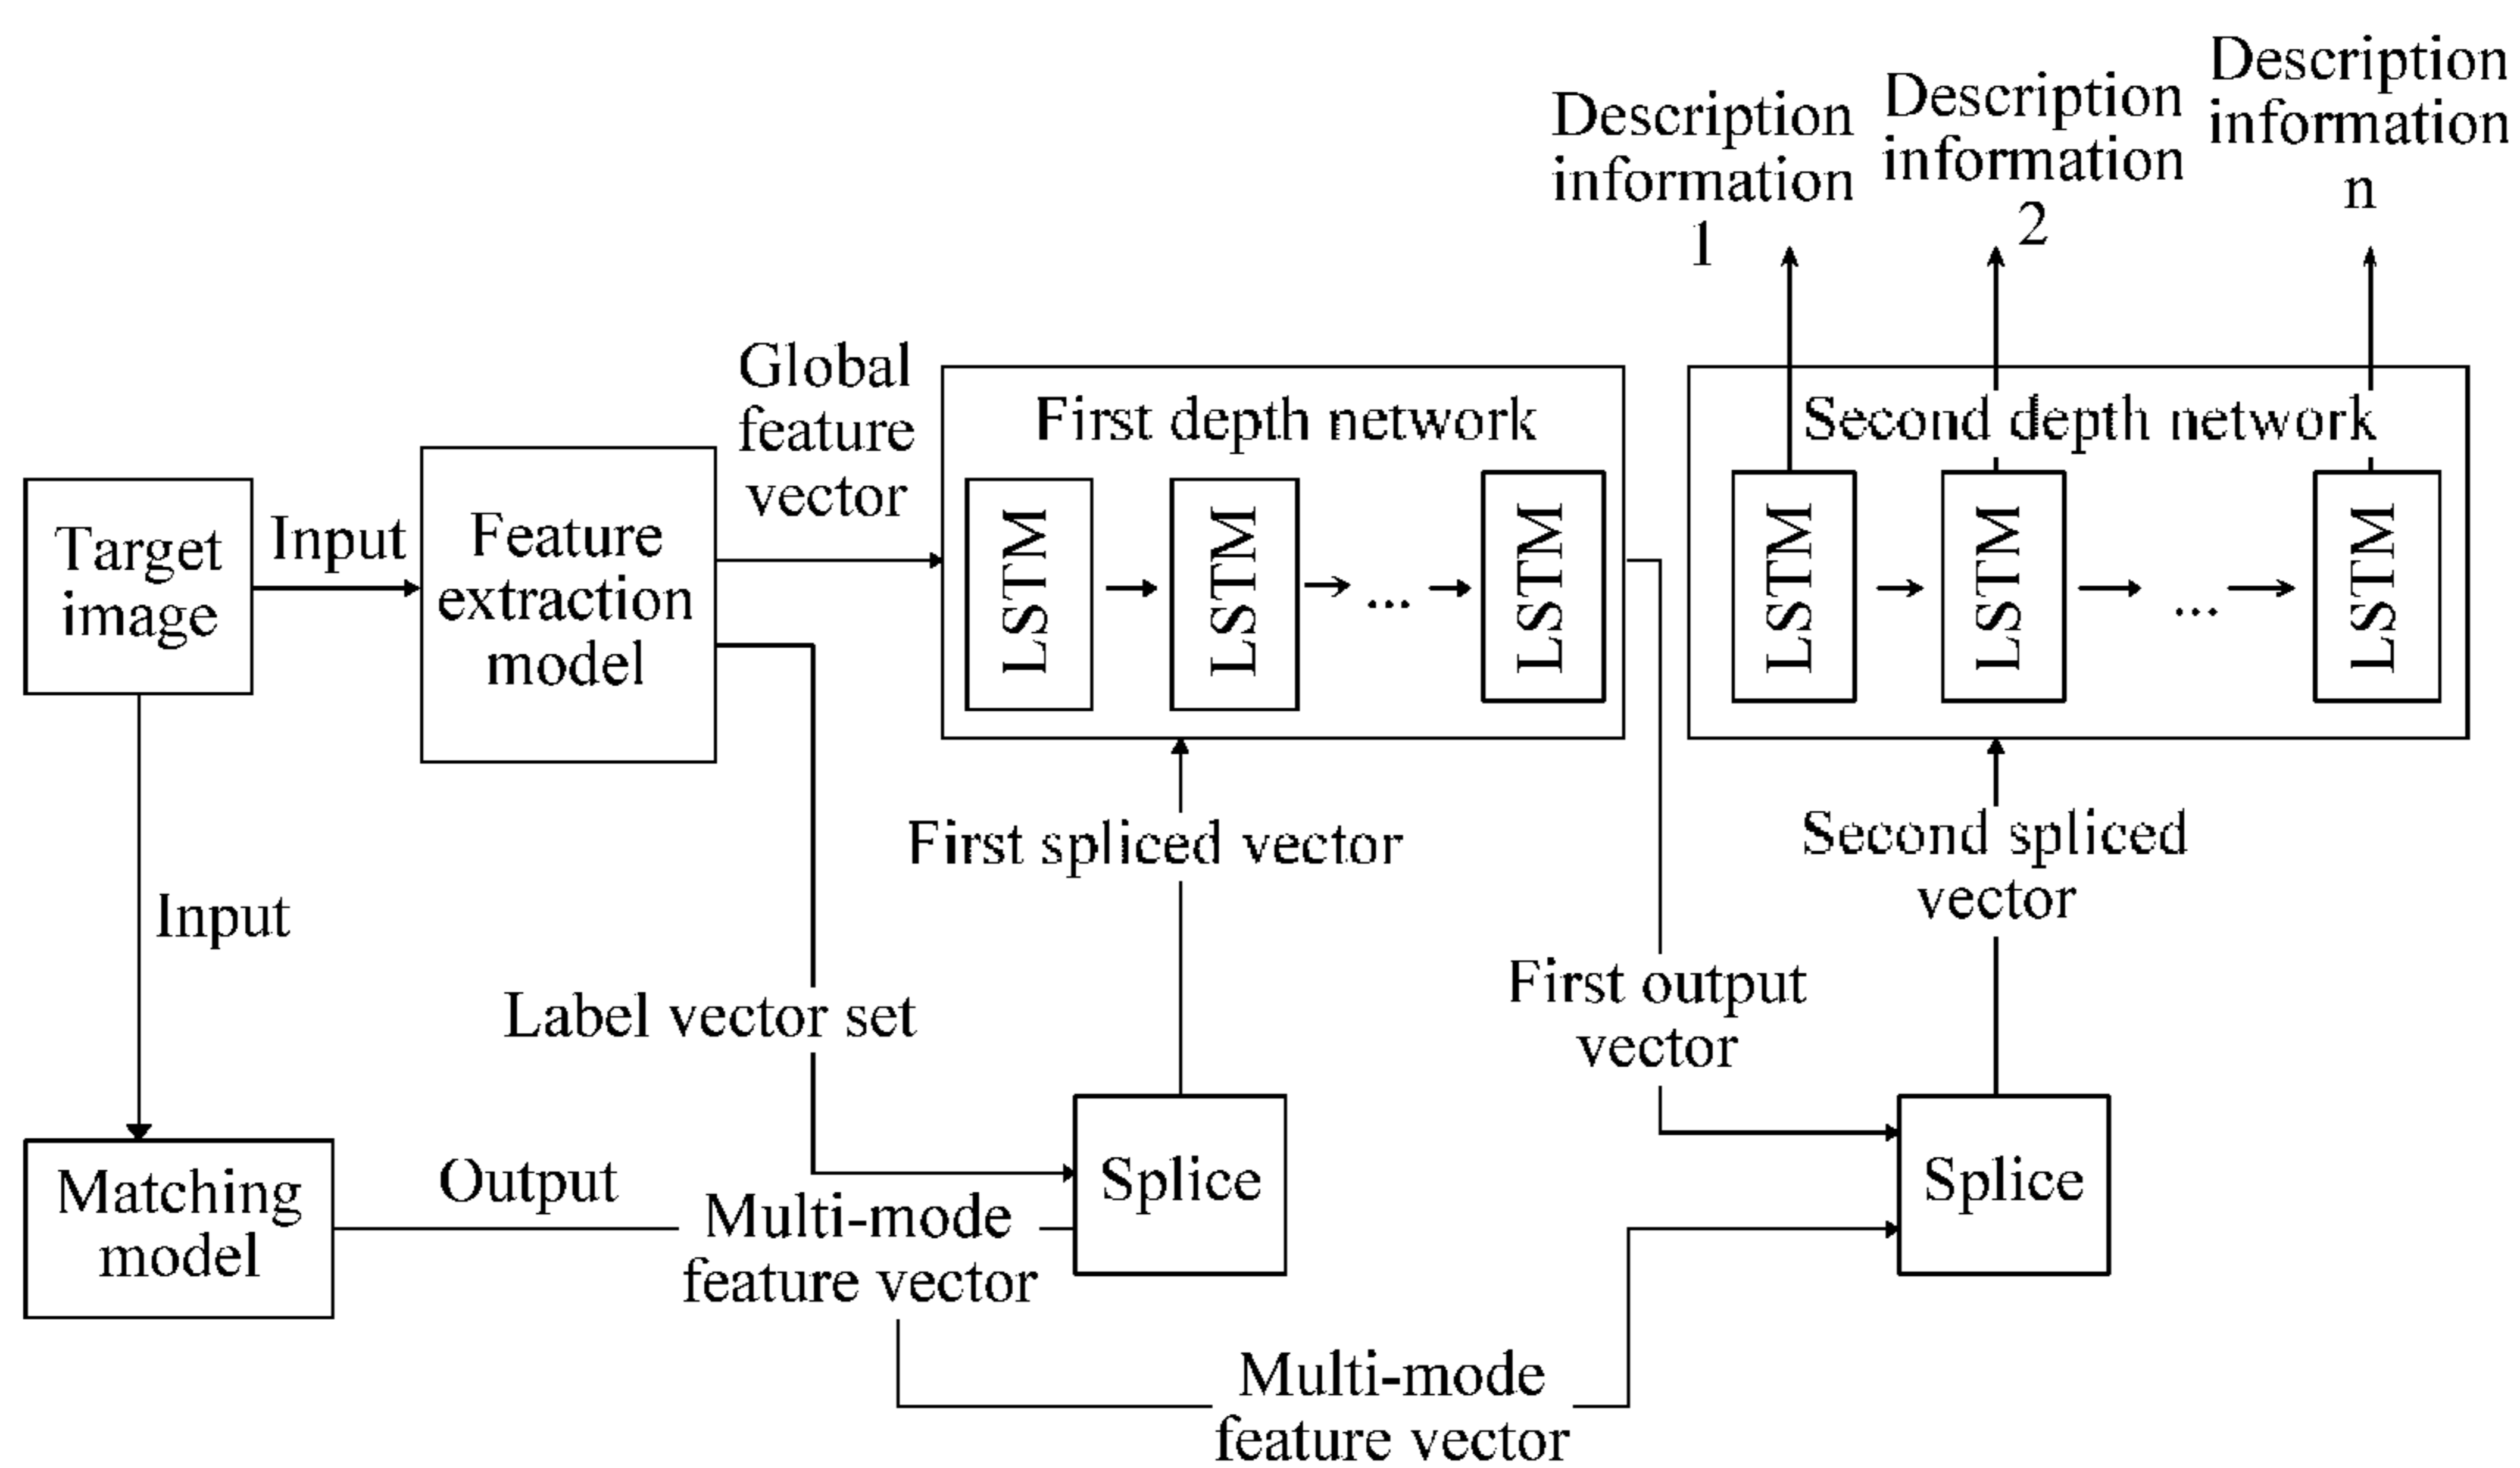 Description
information
1
Description
information
2
Description
information
n
Global
feature
vector
First depth network
Second depth network
Target
image
Input
Feature
extraction
model
LSTM
LSTM
...
LSTM
LSTM
LSTM
...
LSTM
First spliced vector
Second spliced
vector
Input
Label vector set
First output
vector
Matching
model
Output
Multi-mode
feature vector
Splice
Splice
Multi-mode
feature vector